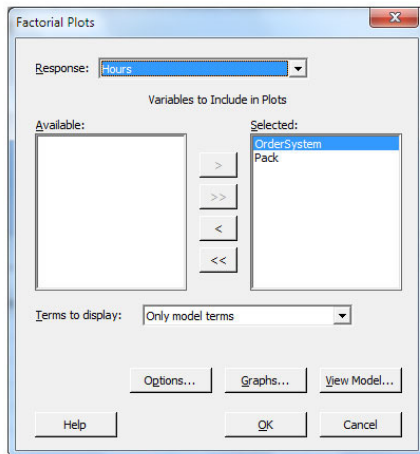 Factorial Plots
Response: Hours
Variables to Include in Plots
Available:
Selected:
OrderSystem
Pack
>
>>
<
<<
Terms to display: Only model terms
Options...
Graphs...
View Model...
Help
OK
Cancel